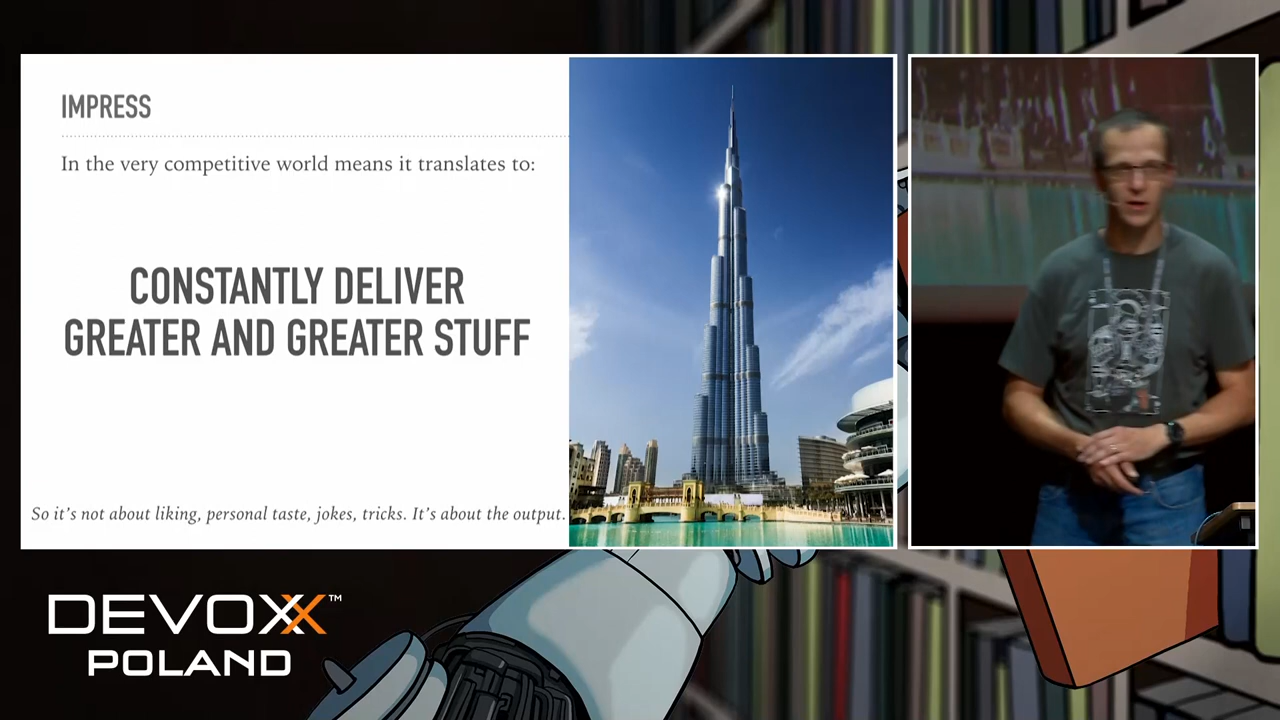 IMPRESS
In the very competitive world means it translates to:
CONSTANTLY DELIVER
GREATER AND GREATER STUFF
So it's not about liking, personal taste, jokes, tricks. It's about the output.
DEVOXX™
POLAND